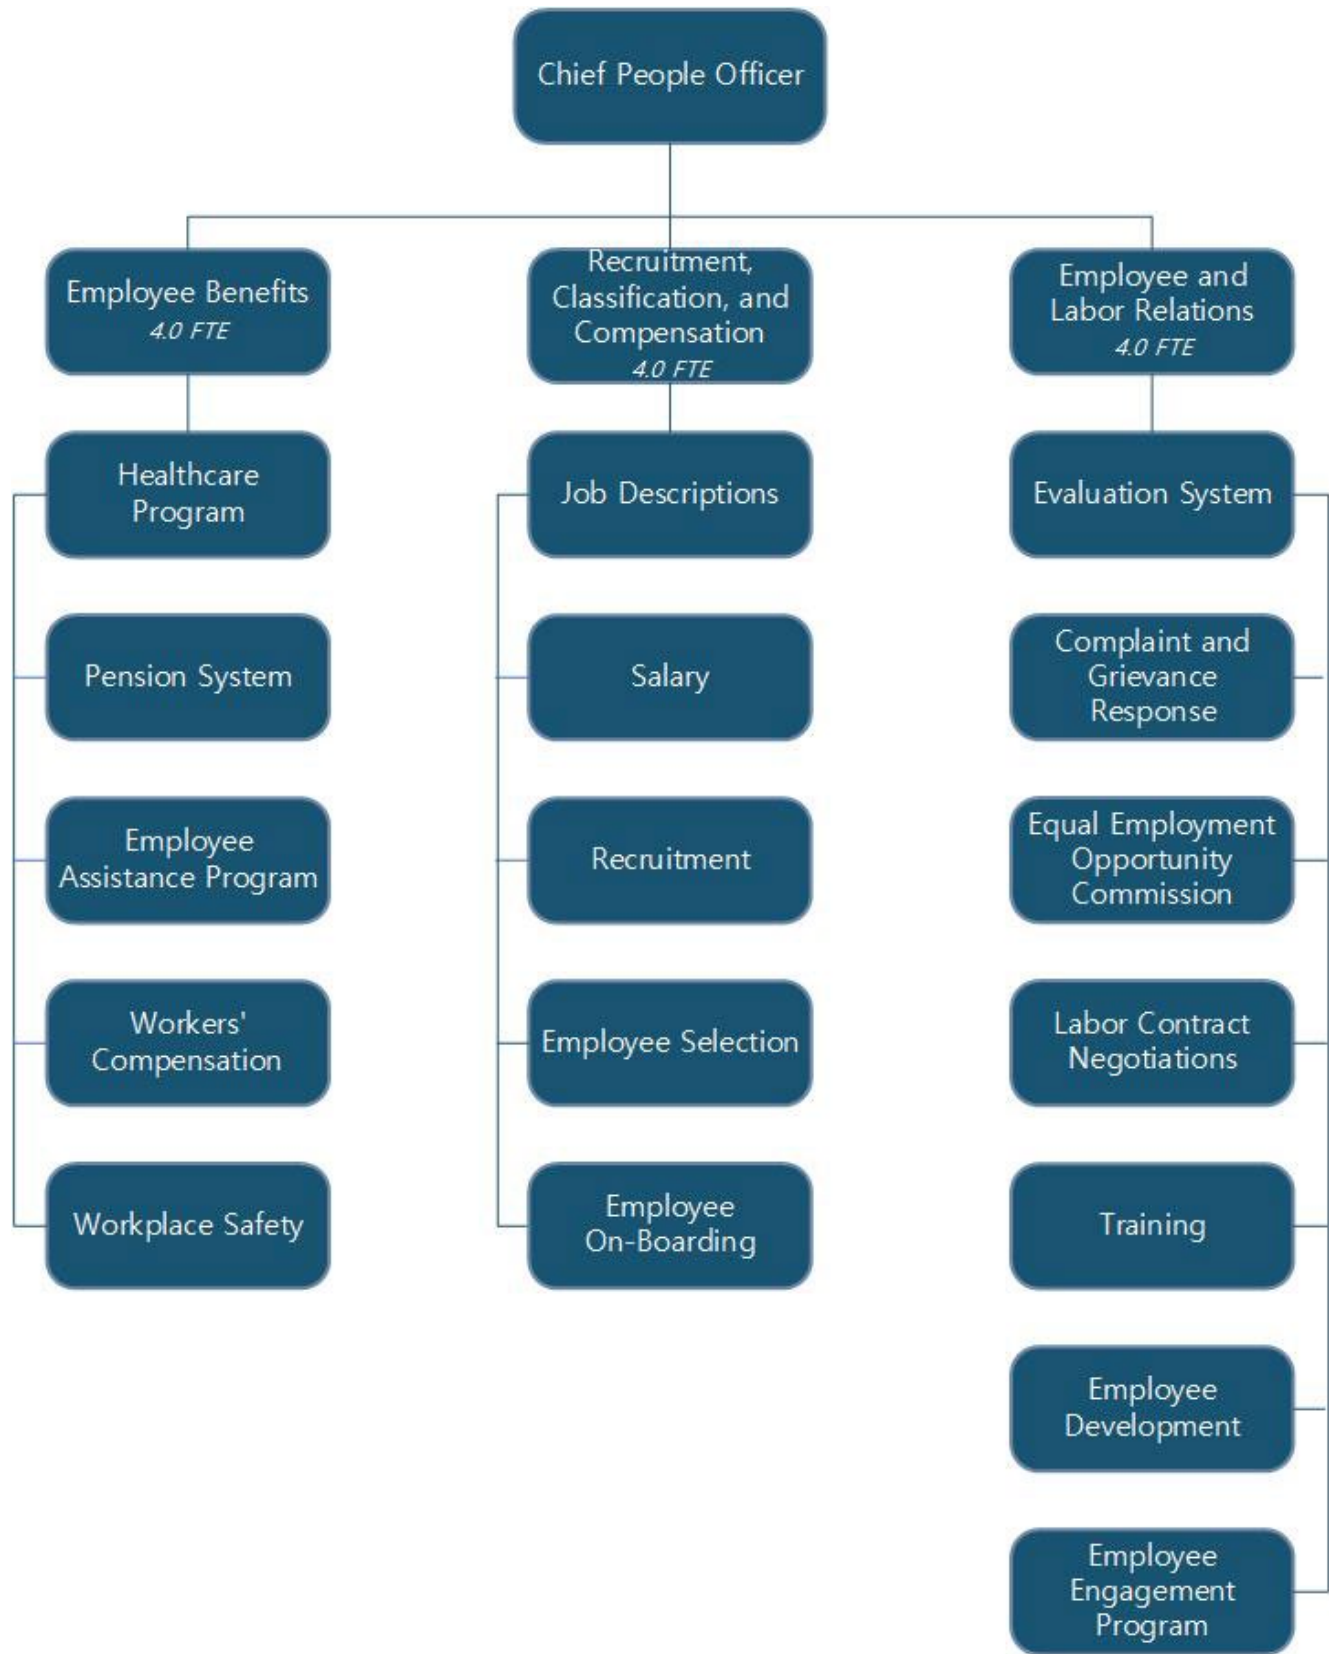 Chief People Officer
Employee Benefits
4.0 FTE
Recruitment,
Classification, and
Compensation
4.0 FTE
Employee and
Labor Relations
4.0 FTE
Healthcare
Program
Pension System
Employee
Assistance Program
Workers'
Compensation
Workplace Safety
Job Descriptions
Salary
Recruitment
Employee Selection
Employee
On-Boarding
Evaluation System
Complaint and
Grievance
Response
Equal Employment
Opportunity
Commission
Labor Contract
Negotiations
Training
Employee
Development
Employee
Engagement
Program